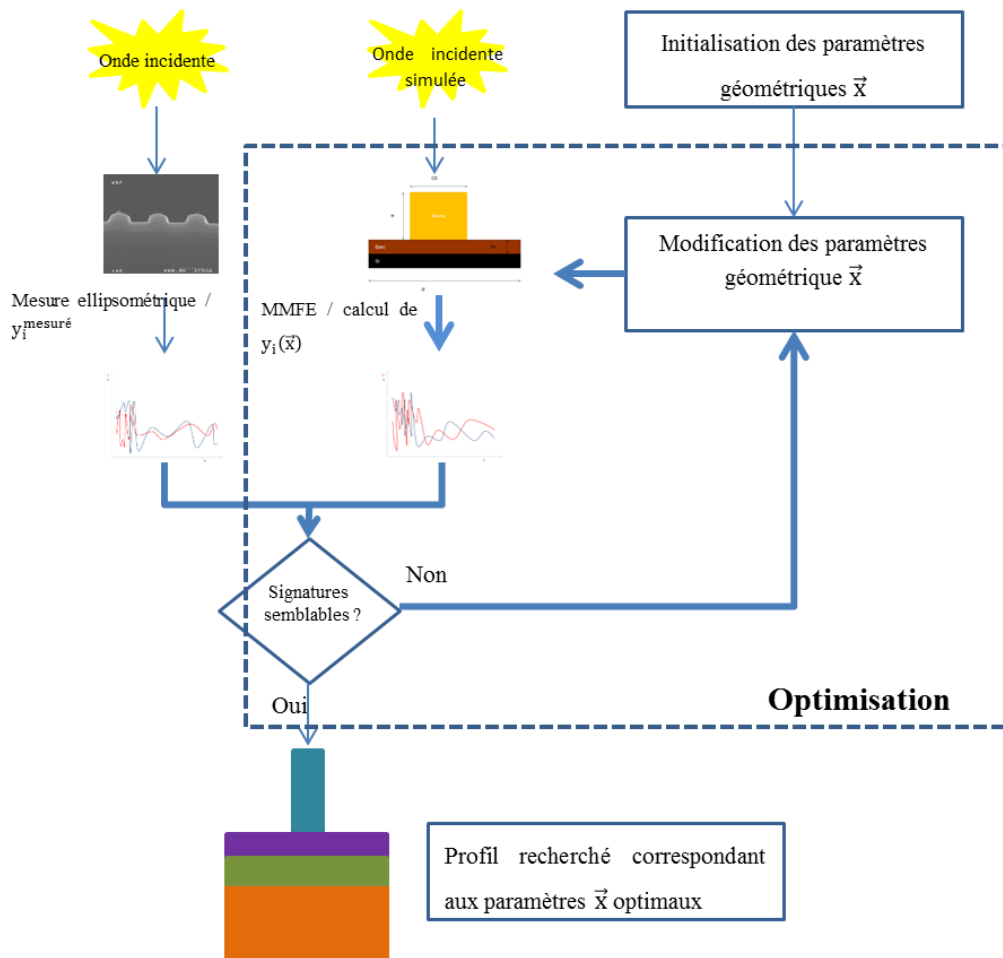 Onde incidente
Onde incidente
simulée
Initialisation des paramètres
géométriques x⃗
CD
Modification des paramètres
géométrique x⃗
Mesure ellipsométrique /
yᵢᵐᵉˢᵘʳé
MMFE / calcul de
yᵢ(x⃗)
Signatures
semblables ?
Non
Oui
Optimisation
Profil recherché correspondant
aux paramètres x⃗ optimaux